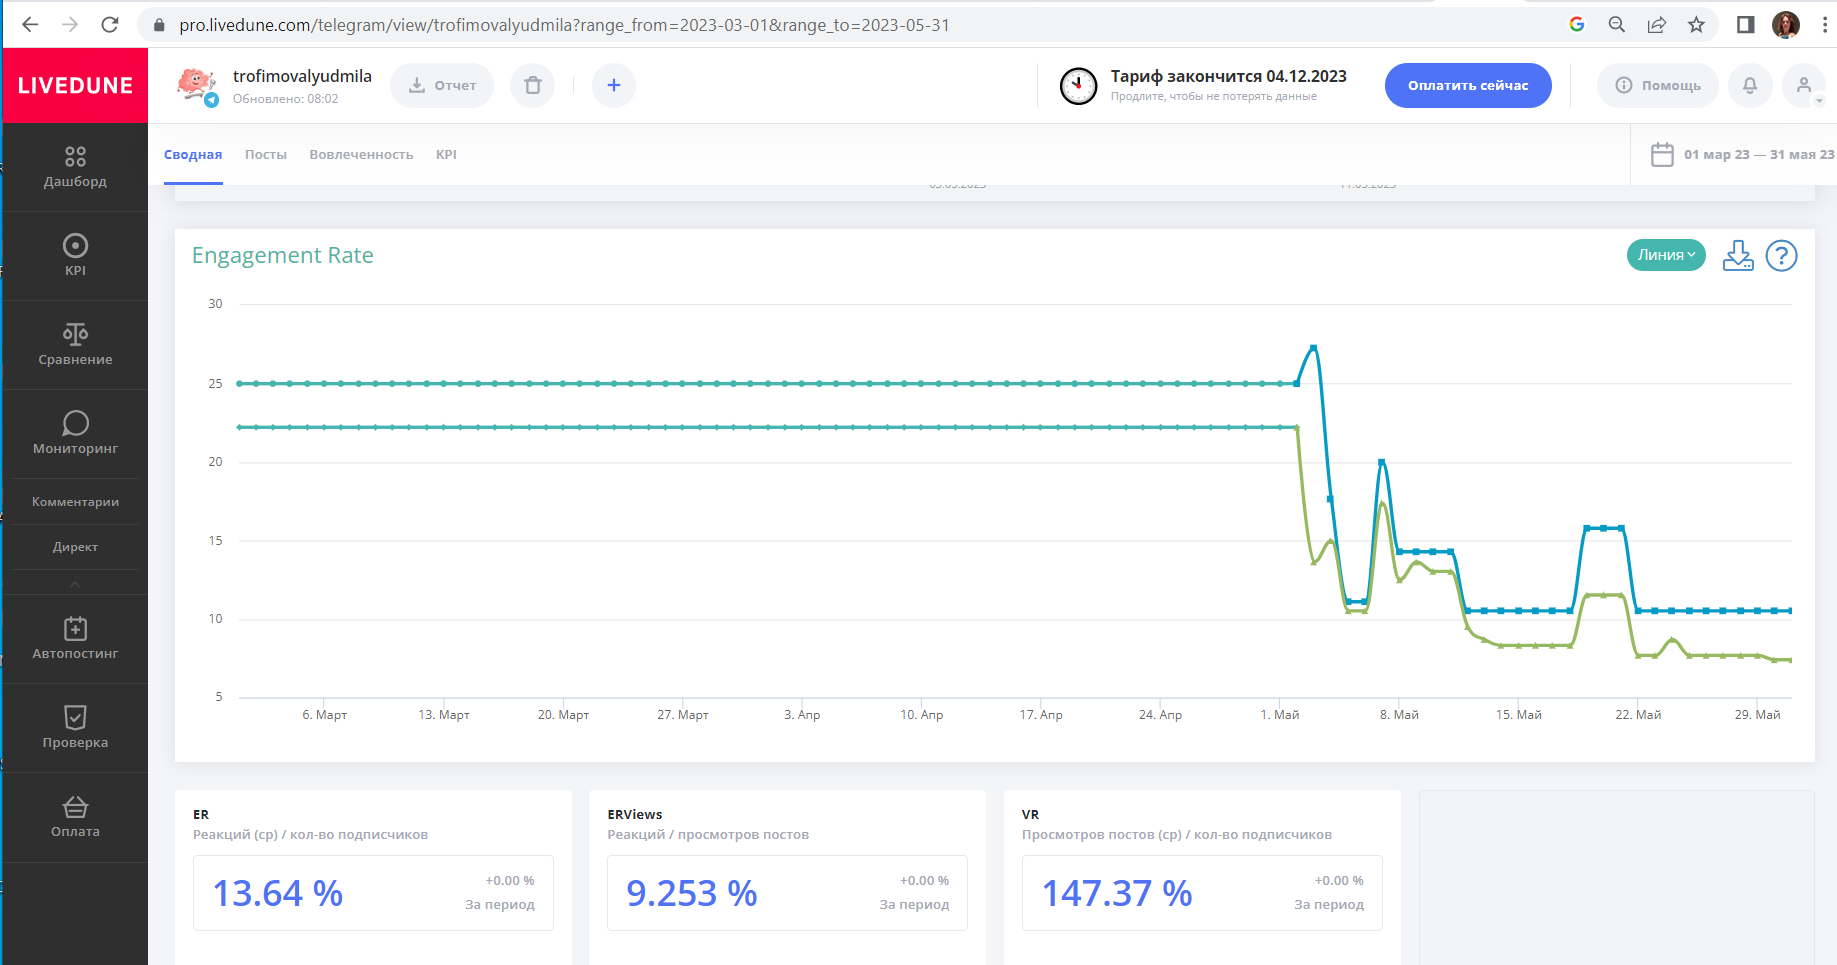 pro.livedune.com/telegram/view/trofimovalyudmila?range_from=2023-03-01&range_to=2023-05-31
LIVEDUNE
trofimovalyudmila
Обновлено: 08:02
Отчет
Тариф закончится 04.12.2023
Продлите, чтобы не потерять данные
Оплатить сейчас
Помощь
Сводная
Посты
Вовлеченность
KPI
01 мар 23 — 31 мая 23
Дашборд
KPI
Сравнение
Мониторинг
Комментарии
Директ
Автопостинг
Проверка
Оплата
Engagement Rate
Линия
?
30
25
20
15
10
5
6. Март
13. Март
20. Март
27. Март
3. Апр
10. Апр
17. Апр
24. Апр
1. Май
8. Май
15. Май
22. Май
29. Май
ER
Реакций (ср) / кол-во подписчиков
13.64 %
+0.00 %
За период
ERViews
Реакций / просмотров постов
9.253 %
+0.00 %
За период
VR
Просмотров постов (ср) / кол-во подписчиков
147.37 %
+0.00 %
За период